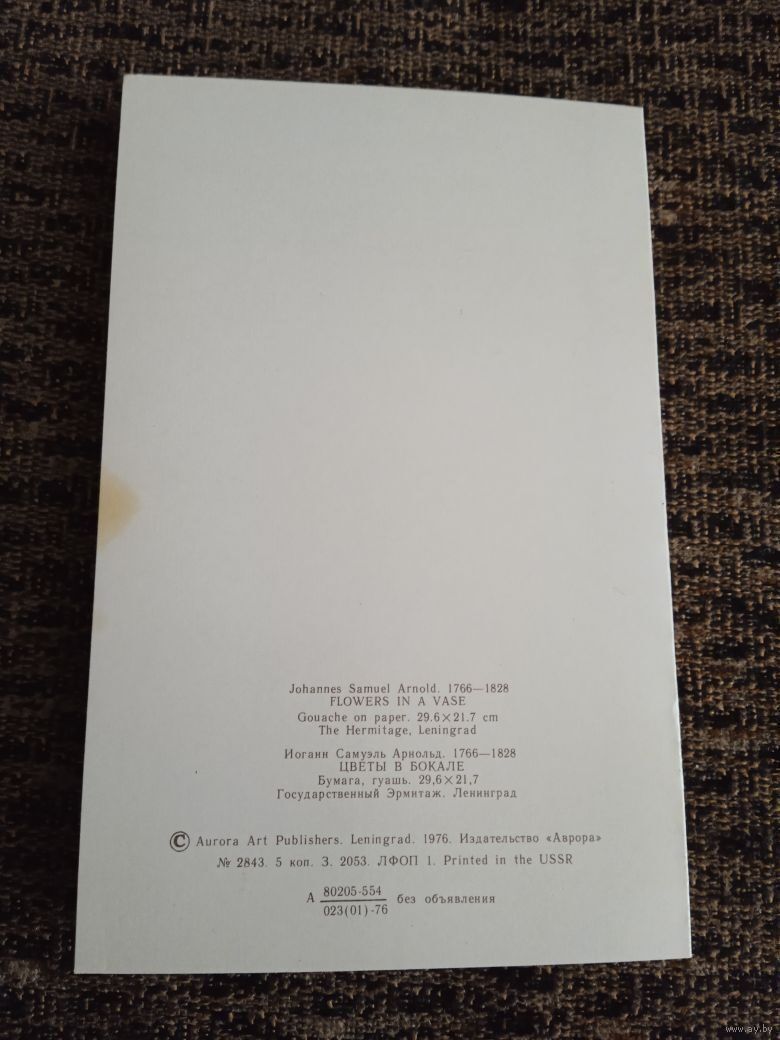 Johannes Samuel Arnold. 1766—1828
FLOWERS IN A VASE
Gouache on paper. 29.6×21.7 cm
The Hermitage, Leningrad
Иоганн Самуэль Арнольд. 1766—1828
ЦВЕТЫ В БОКАЛЕ
Бумага, гуашь. 29,6×21,7
Государственный Эрмитаж. Ленинград
© Aurora Art Publishers. Leningrad. 1976. Издательство «Аврора»
№ 2843. 5 коп. З. 2053. ЛФОП 1. Printed in the USSR
А 80205-554 / 023(01)-76 без объявления
www.ay.by